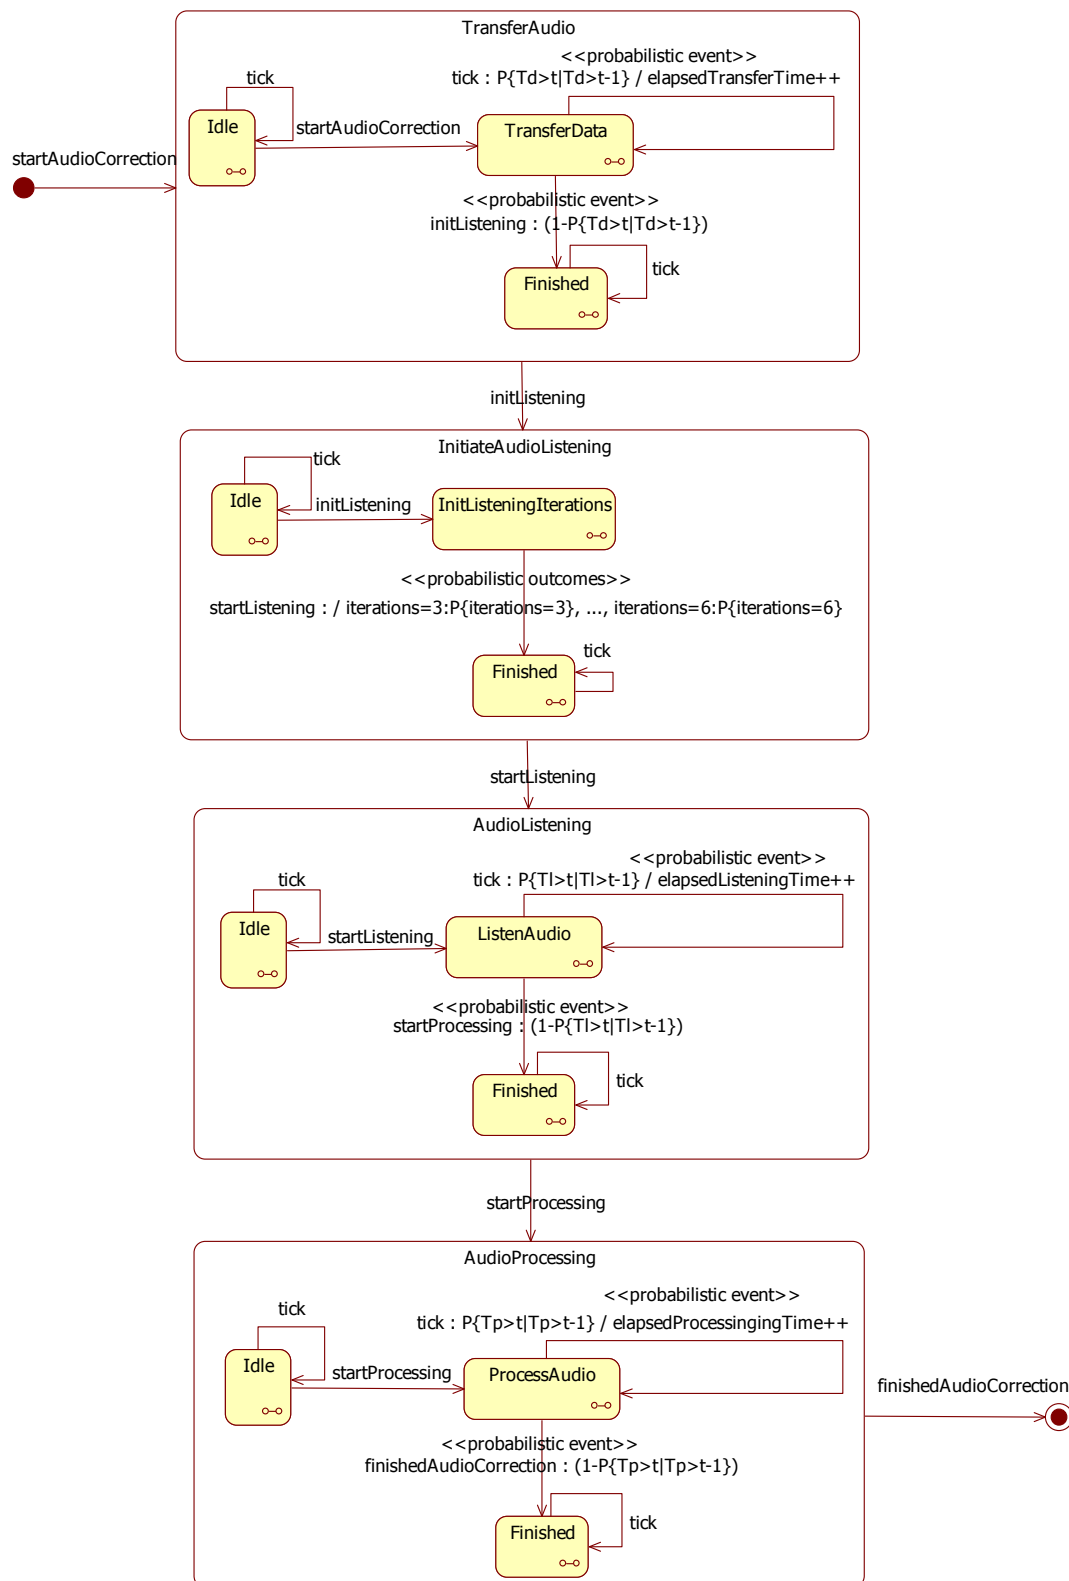 TransferAudio
<<probabilistic event>>
tick : P{Td>t|Td>t-1} / elapsedTransferTime++
tick
Idle
startAudioCorrection
TransferData
startAudioCorrection
<<probabilistic event>>
initListening : (1-P{Td>t|Td>t-1})
Finished
tick
initListening
InitiateAudioListening
tick
Idle
initListening
InitListeningIterations
<<probabilistic outcomes>>
startListening : / iterations=3:P{iterations=3}, ..., iterations=6:P{iterations=6}
tick
Finished
startListening
AudioListening
<<probabilistic event>>
tick : P{Tl>t|Tl>t-1} / elapsedListeningTime++
tick
Idle
startListening
ListenAudio
<<probabilistic event>>
startProcessing : (1-P{Tl>t|Tl>t-1})
Finished
tick
startProcessing
AudioProcessing
<<probabilistic event>>
tick
tick : P{Tp>t|Tp>t-1} / elapsedProcessingingTime++
Idle
startProcessing
ProcessAudio
finishedAudioCorrection
<<probabilistic event>>
finishedAudioCorrection : (1-P{Tp>t|Tp>t-1})
Finished
tick